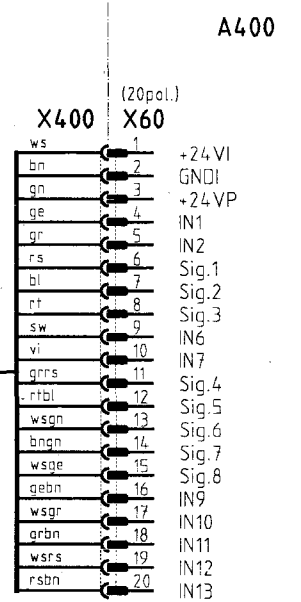 A400
(20pol.)
X400 X60
ws 1 +24VI
bn 2 GNDI
gn 3 +24VP
ge 4 IN1
gr 5 IN2
rs 6 Sig.1
bl 7 Sig.2
rt 8 Sig.3
sw 9 IN6
vi 10 IN7
grrs 11 Sig.4
rtbl 12 Sig.5
wsgn 13 Sig.6
bngn 14 Sig.7
wsge 15 Sig.8
gebn 16 IN9
wsgr 17 IN10
grbn 18 IN11
wsrs 19 IN12
rsbn 20 IN13